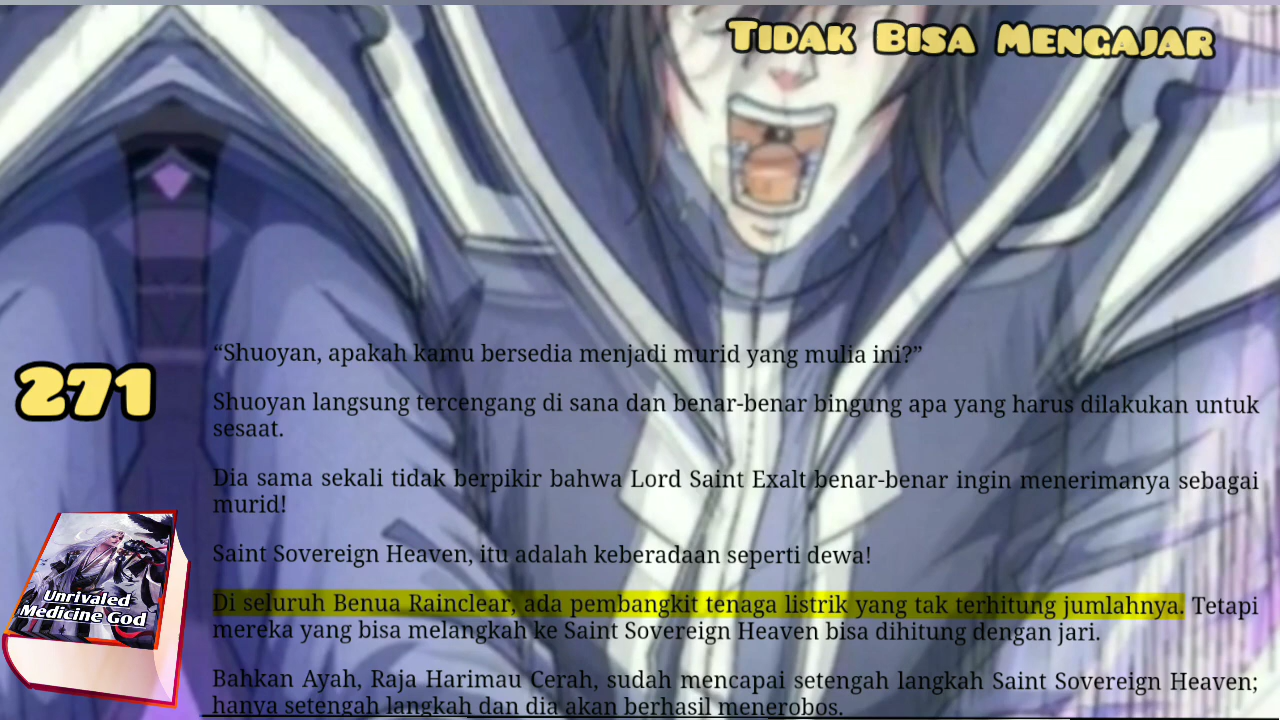 Tidak Bisa Mengajar
“Shuoyan, apakah kamu bersedia menjadi murid yang mulia ini?”
Shuoyan langsung tercengang di sana dan benar-benar bingung apa yang harus dilakukan untuk
sesaat.
271
Dia sama sekali tidak berpikir bahwa Lord Saint Exalt benar-benar ingin menerimanya sebagai
murid!
Saint Sovereign Heaven, itu adalah keberadaan seperti dewa!
Di seluruh Benua Rainclear, ada pembangkit tenaga listrik yang tak terhitung jumlahnya. Tetapi
mereka yang bisa melangkah ke Saint Sovereign Heaven bisa dihitung dengan jari.
Bahkan Ayah, Raja Harimau Cerah, sudah mencapai setengah langkah Saint Sovereign Heaven;
hanya setengah langkah dan dia akan berhasil menerobos.
Unrivaled
Medicine God